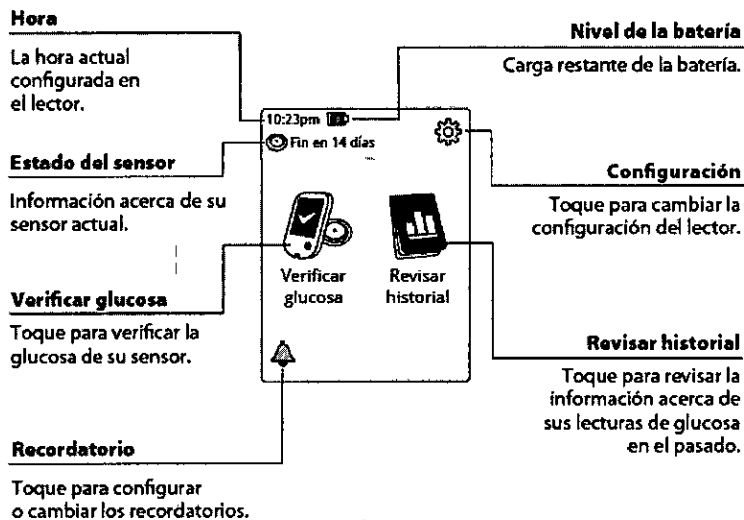 Hora
La hora actual
configurada en
el lector.
Estado del sensor
Información acerca de su
sensor actual.
Verificar glucosa
Toque para verificar la
glucosa de su sensor.
Recordatorio
Toque para configurar
o cambiar los recordatorios.
10:23pm
Fin en 14 días
Verificar
glucosa
Revisar
historial
Nivel de la batería
Carga restante de la batería.
Configuración
Toque para cambiar la
configuración del lector.
Revisar historial
Toque para revisar la
información acerca de
sus lecturas de glucosa
en el pasado.